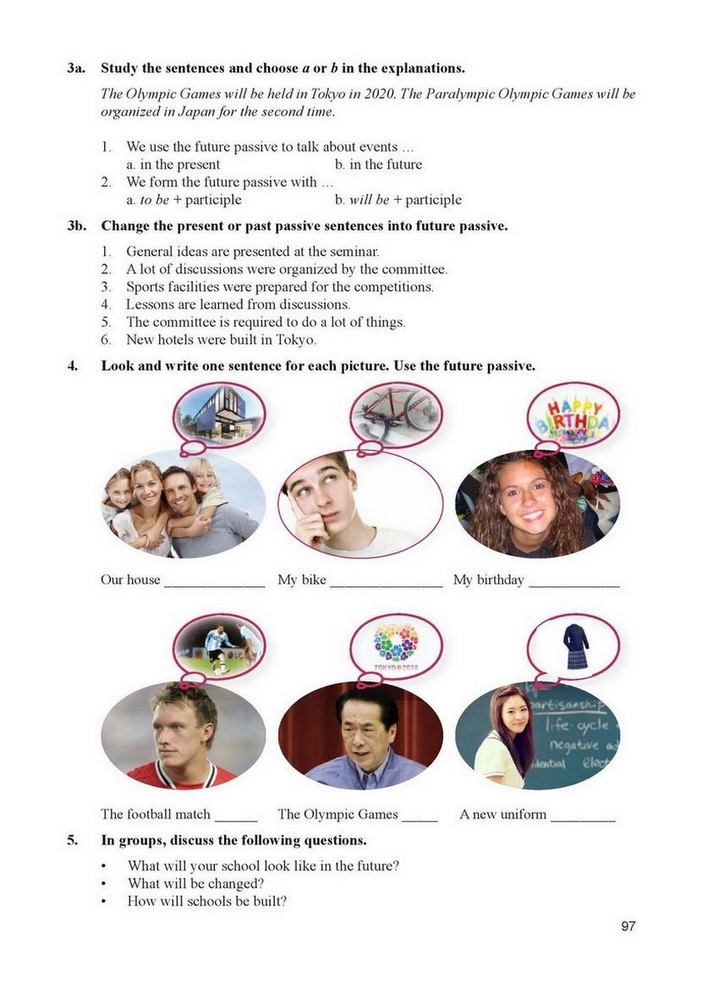 3a. Study the sentences and choose a or b in the explanations.
The Olympic Games will be held in Tokyo in 2020. The Paralympic Olympic Games will be
organized in Japan for the second time.
1. We use the future passive to talk about events …
a. in the present b. in the future
2. We form the future passive with …
a. to be + participle b. will be + participle
3b. Change the present or past passive sentences into future passive.
1. General ideas are presented at the seminar.
2. A lot of discussions were organized by the committee.
3. Sports facilities were prepared for the competitions.
4. Lessons are learned from discussions.
5. The committee is required to do a lot of things.
6. New hotels were built in Tokyo.
4. Look and write one sentence for each picture. Use the future passive.
HAPPY
BIRTHDA
Our house ______________ My bike ________________ My birthday _____________
TOKYO 2020
partisanship
life-cycle
negative
The football match ______ The Olympic Games _____ A new uniform _________
5. In groups, discuss the following questions.
• What will your school look like in the future?
• What will be changed?
• How will schools be built?
97